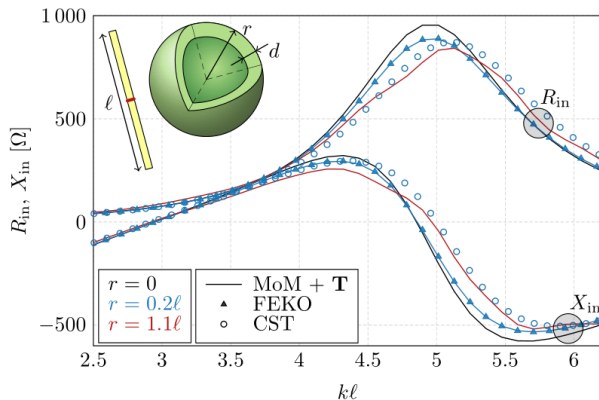 1 000
500
0
−500
R_in, X_in [Ω]
ℓ
r
d
R_in
X_in
r = 0
r = 0.2ℓ
r = 1.1ℓ
MoM + T
FEKO
CST
2.5 3 3.5 4 4.5 5 5.5 6
kℓ